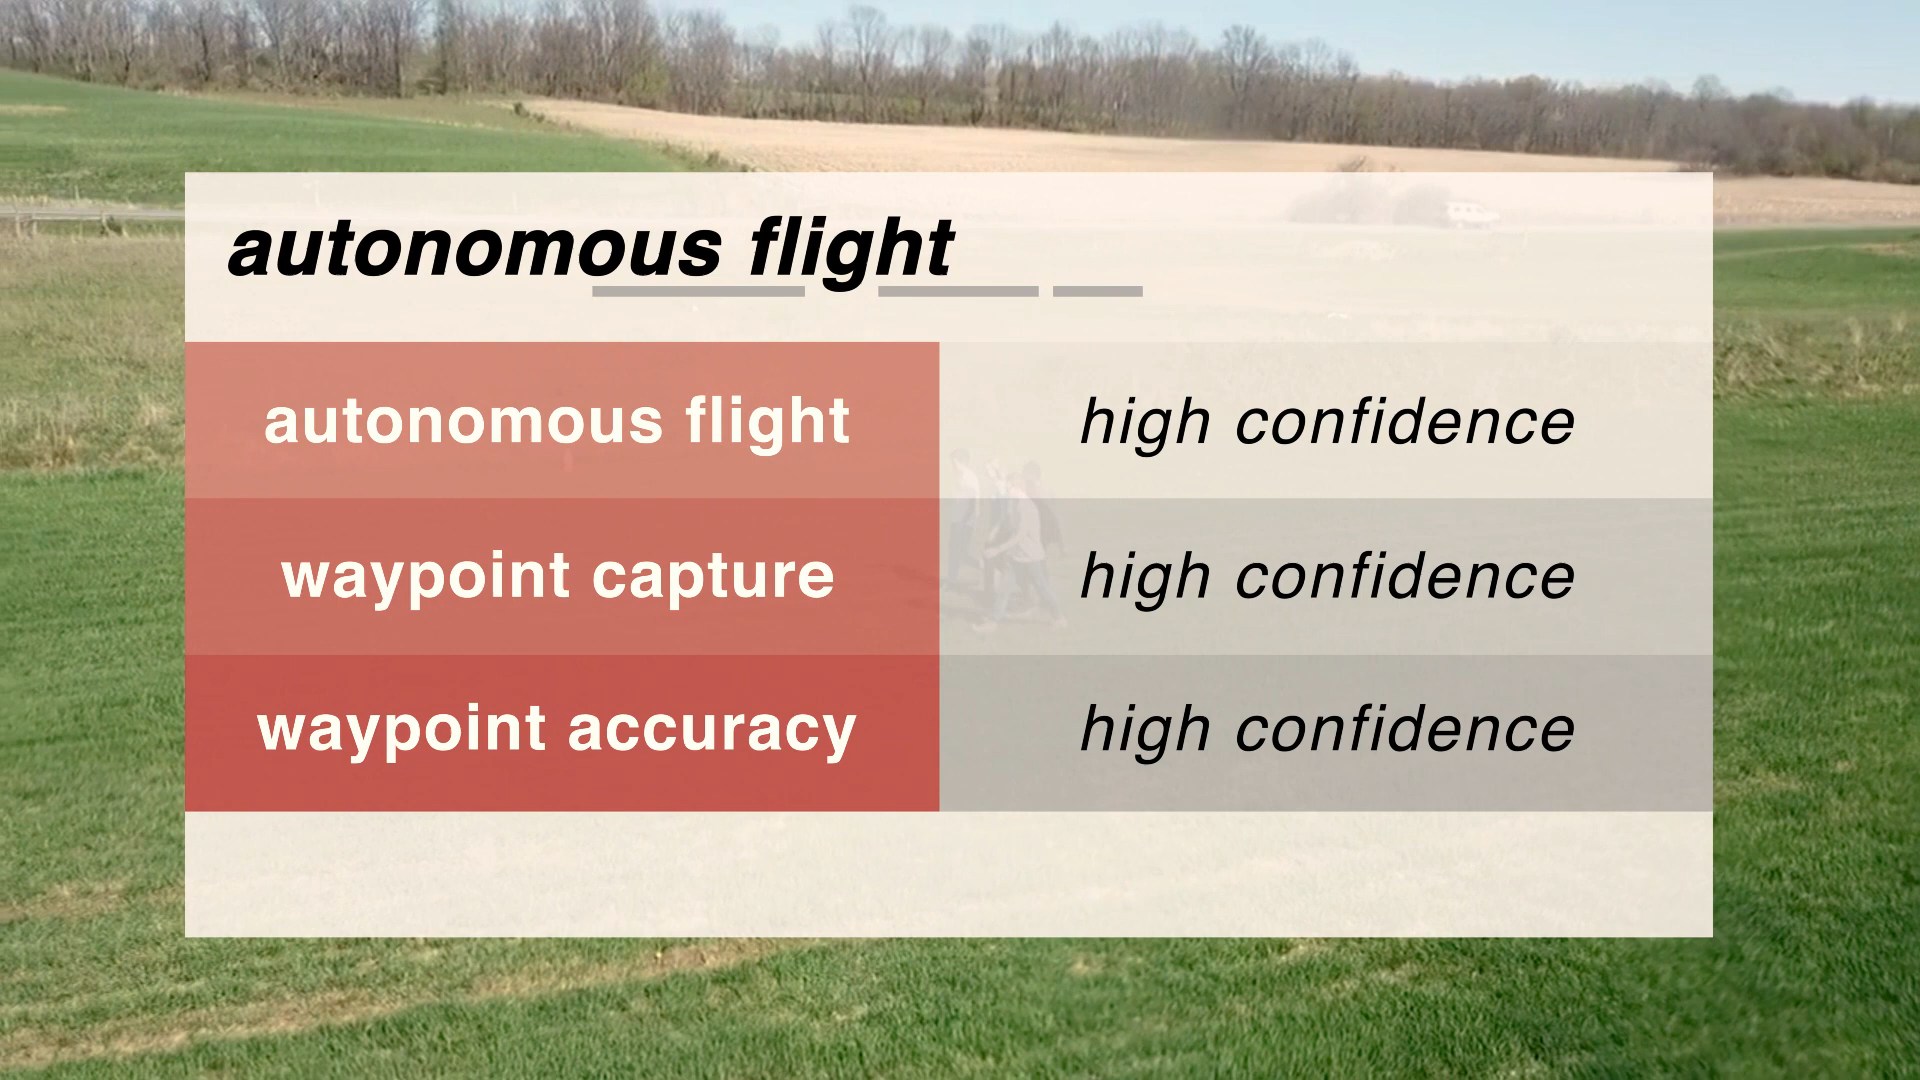 autonomous flight
autonomous flight high confidence
waypoint capture high confidence
waypoint accuracy high confidence